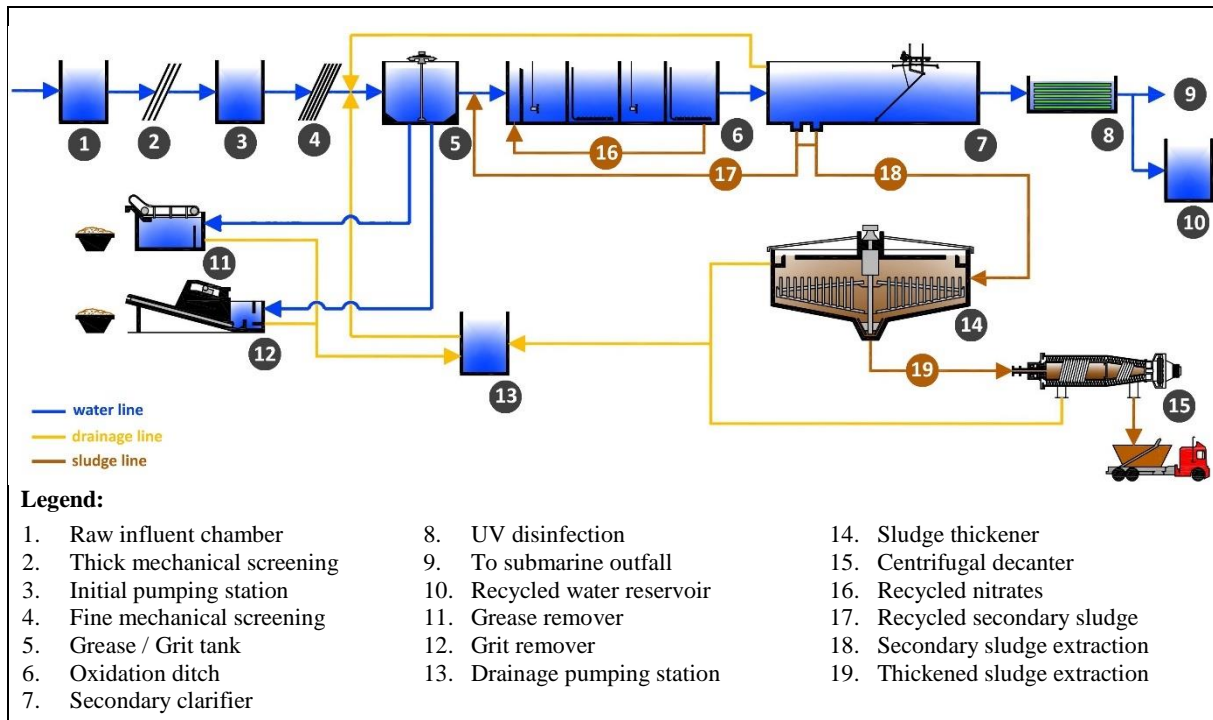 1
2
3
4
5
6
7
8
9
10
11
12
13
14
15
16
17
18
19
water line
drainage line
sludge line
Legend:
1. Raw influent chamber
2. Thick mechanical screening
3. Initial pumping station
4. Fine mechanical screening
5. Grease / Grit tank
6. Oxidation ditch
7. Secondary clarifier
8. UV disinfection
9. To submarine outfall
10. Recycled water reservoir
11. Grease remover
12. Grit remover
13. Drainage pumping station
14. Sludge thickener
15. Centrifugal decanter
16. Recycled nitrates
17. Recycled secondary sludge
18. Secondary sludge extraction
19. Thickened sludge extraction